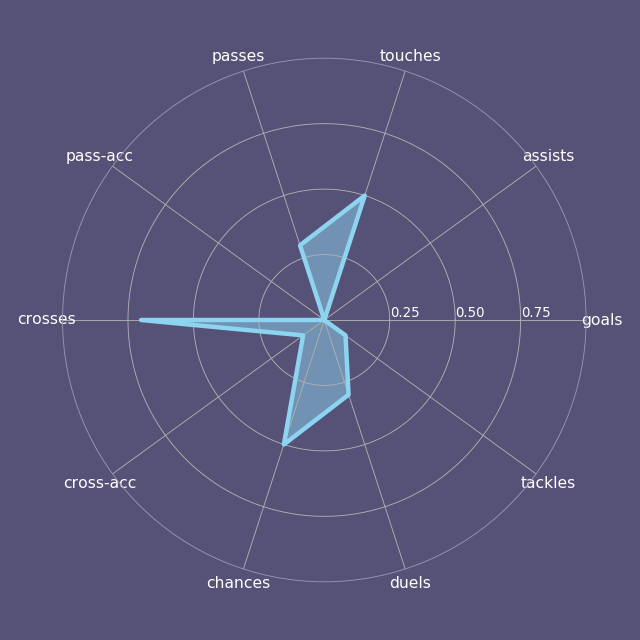 passes
touches
pass-acc
assists
crosses
0.25
0.50
0.75
goals
cross-acc
tackles
chances
duels